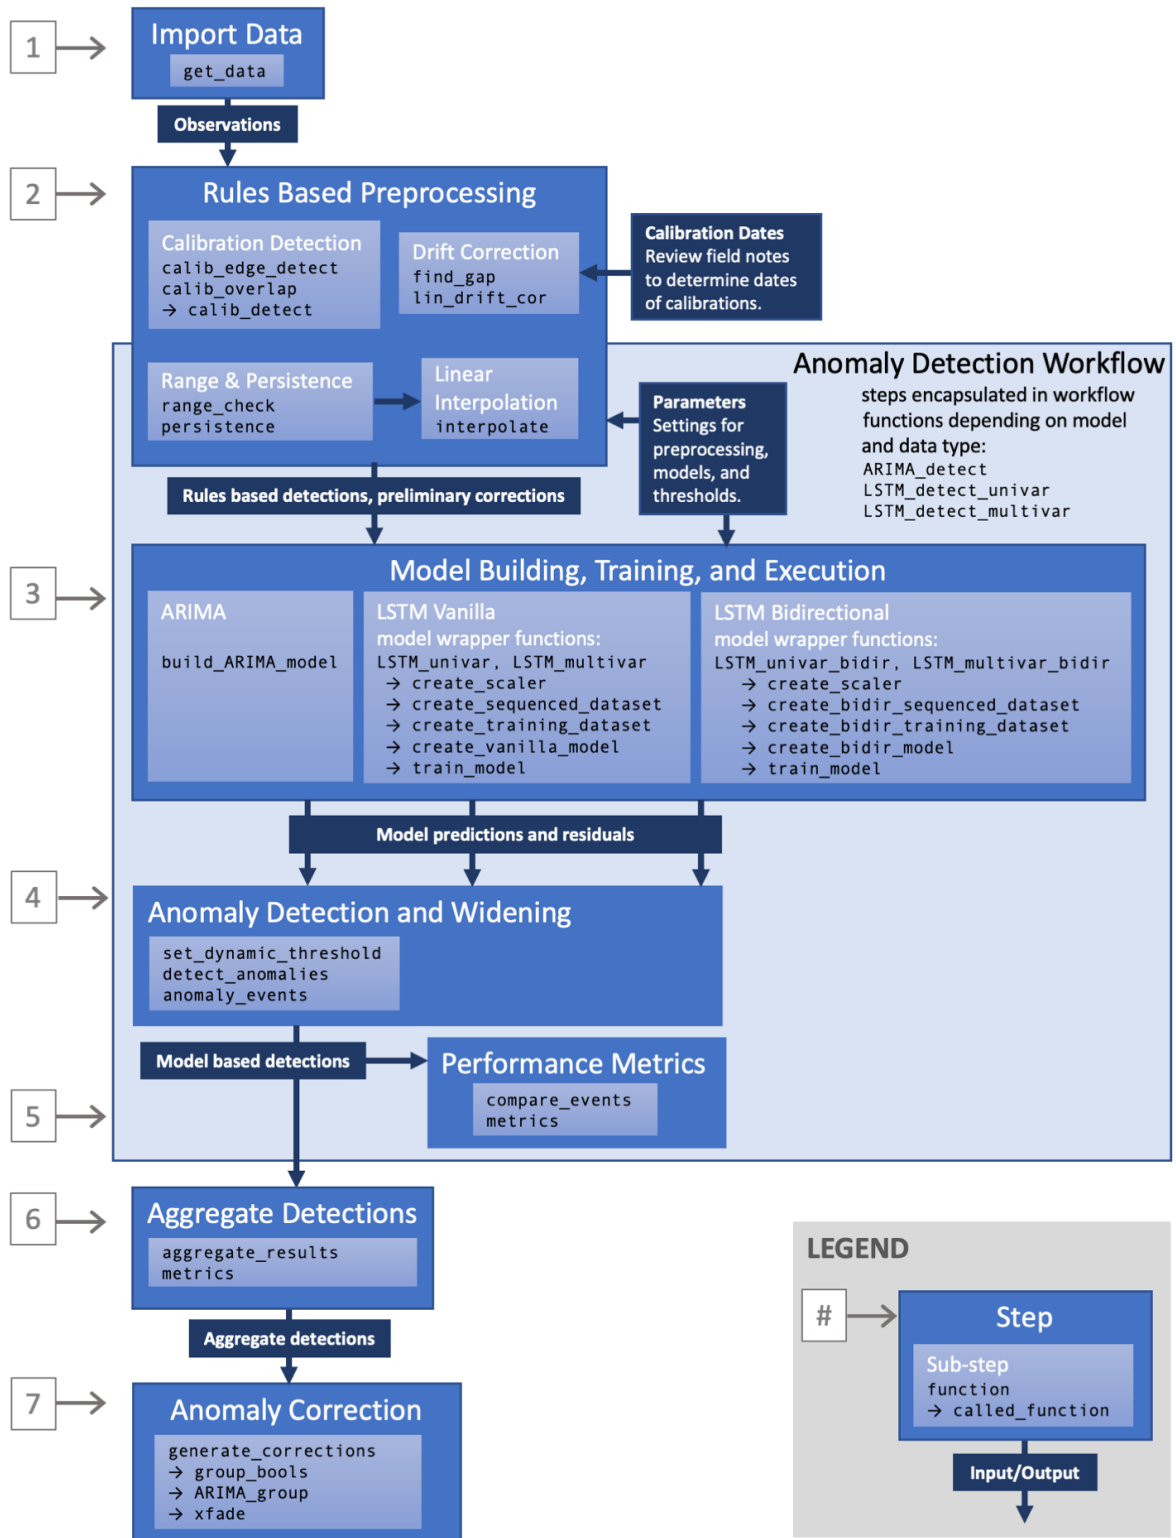 1
Import Data
get_data
Observations
2
Rules Based Preprocessing
Calibration Detection
calib_edge_detect
calib_overlap
→ calib_detect
Drift Correction
find_gap
lin_drift_cor
Calibration Dates
Review field notes
to determine dates
of calibrations.
Anomaly Detection Workflow
steps encapsulated in workflow
functions depending on model
and data type:
ARIMA_detect
LSTM_detect_univar
LSTM_detect_multivar
Range & Persistence
range_check
persistence
Linear
Interpolation
interpolate
Parameters
Settings for
preprocessing,
models, and
thresholds.
Rules based detections, preliminary corrections
3
Model Building, Training, and Execution
ARIMA
build_ARIMA_model
LSTM Vanilla
model wrapper functions:
LSTM_univar, LSTM_multivar
→ create_scaler
→ create_sequenced_dataset
→ create_training_dataset
→ create_vanilla_model
→ train_model
LSTM Bidirectional
model wrapper functions:
LSTM_univar_bidir, LSTM_multivar_bidir
→ create_scaler
→ create_bidir_sequenced_dataset
→ create_bidir_training_dataset
→ create_bidir_model
→ train_model
Model predictions and residuals
4
Anomaly Detection and Widening
set_dynamic_threshold
detect_anomalies
anomaly_events
Model based detections
5
Performance Metrics
compare_events
metrics
6
Aggregate Detections
aggregate_results
metrics
Aggregate detections
7
Anomaly Correction
generate_corrections
→ group_bools
→ ARIMA_group
→ xfade
LEGEND
#
Step
Sub-step
function
→ called_function
Input/Output